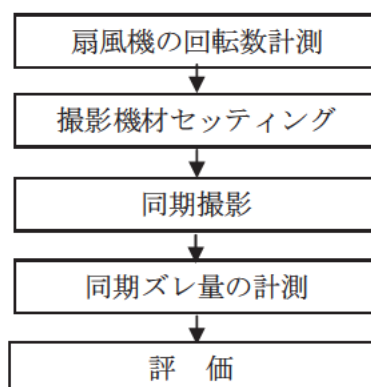 扇風機の回転数計測
撮影機材セッティング
同期撮影
同期ズレ量の計測
評　価